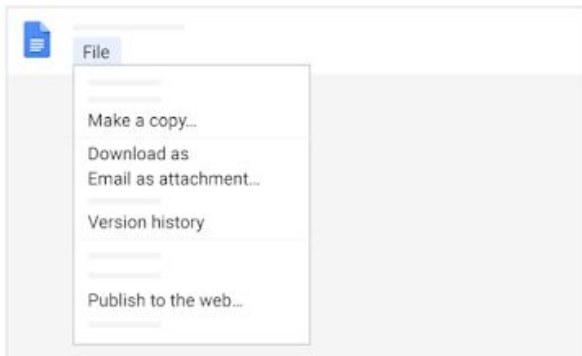 File
Make a copy...
Download as
Email as attachment...
Version history
Publish to the web...